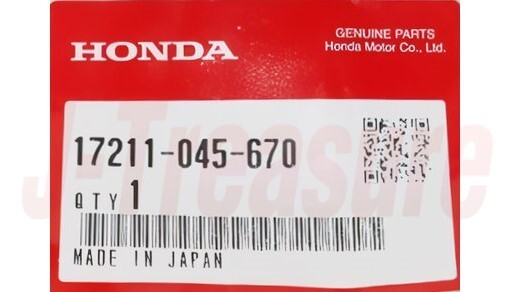 GENUINE PARTS
HONDA
Honda Motor Co., Ltd.
17211-045-670
J-Treasure
QTY 1
MADE IN JAPAN